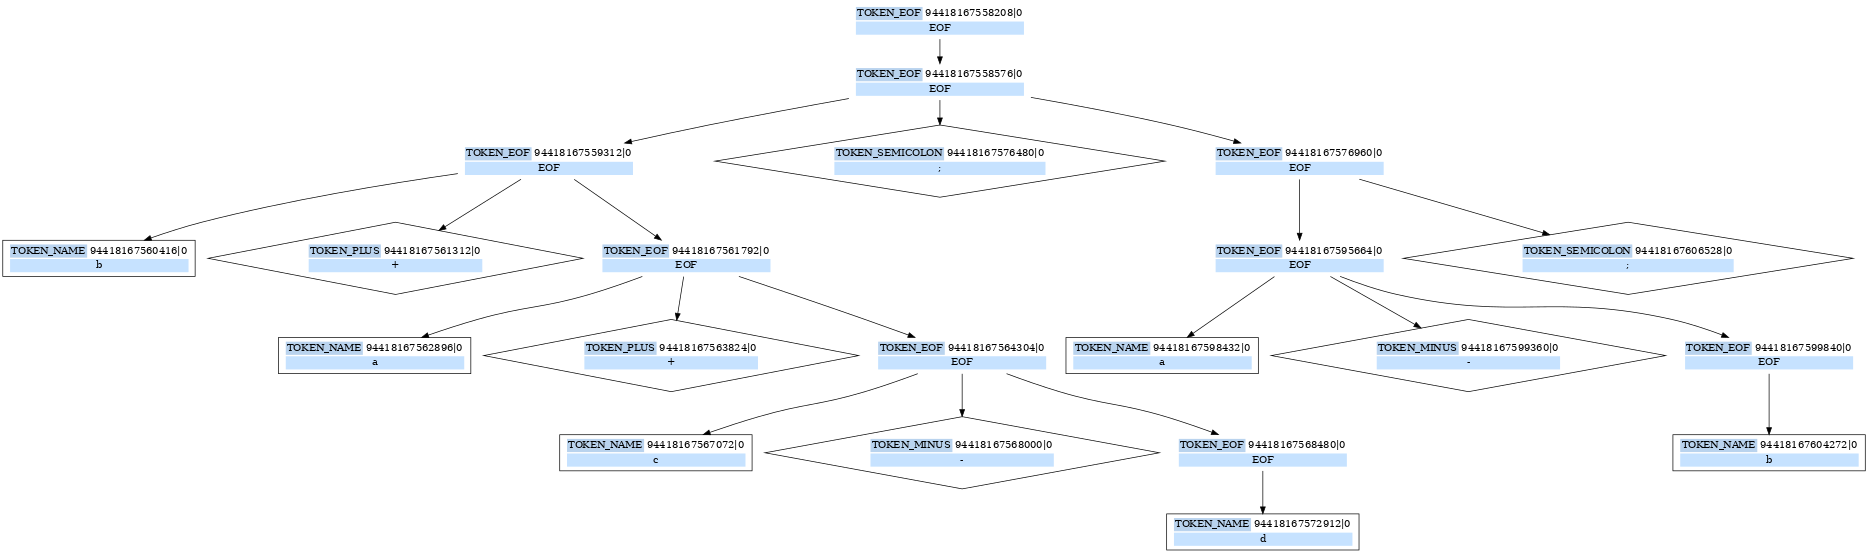 TOKEN_EOF 94418167558208|0
EOF
TOKEN_EOF 94418167558576|0
EOF
TOKEN_EOF 94418167559312|0
EOF
TOKEN_SEMICOLON 94418167576480|0
;
TOKEN_EOF 94418167576960|0
EOF
TOKEN_NAME 94418167560416|0
b
TOKEN_PLUS 94418167561312|0
+
TOKEN_EOF 94418167561792|0
EOF
TOKEN_EOF 94418167595664|0
EOF
TOKEN_SEMICOLON 94418167606528|0
;
TOKEN_NAME 94418167562896|0
a
TOKEN_PLUS 94418167563824|0
+
TOKEN_EOF 94418167564304|0
EOF
TOKEN_NAME 94418167598432|0
a
TOKEN_MINUS 94418167599360|0
-
TOKEN_EOF 94418167599840|0
EOF
TOKEN_NAME 94418167567072|0
c
TOKEN_MINUS 94418167568000|0
-
TOKEN_EOF 94418167568480|0
EOF
TOKEN_NAME 94418167604272|0
b
TOKEN_NAME 94418167572912|0
d